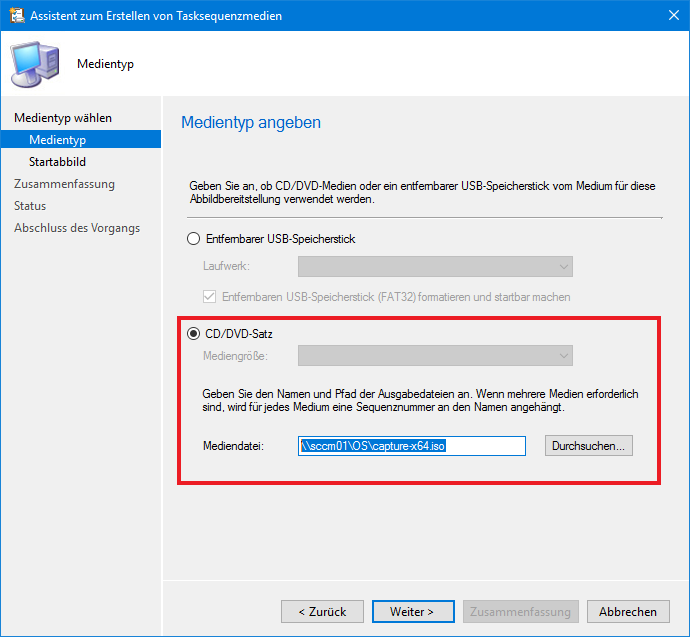 Assistent zum Erstellen von Tasksequenzmedien
Medientyp
Medientyp wählen
Medientyp
Startabbild
Zusammenfassung
Status
Abschluss des Vorgangs
Medientyp angeben
Geben Sie an, ob CD/DVD-Medien oder ein entfernbarer USB-Speicherstick vom Medium für diese
Abbildbereitstellung verwendet werden.
Entfernbarer USB-Speicherstick
Laufwerk:
Entfernbaren USB-Speicherstick (FAT32) formatieren und startbar machen
CD/DVD-Satz
Mediengröße:
Geben Sie den Namen und Pfad der Ausgabedateien an. Wenn mehrere Medien erforderlich
sind, wird für jedes Medium eine Sequenznummer an den Namen angehängt.
Mediendatei:
\\sccm01\OS\capture-x64.iso
Durchsuchen...
< Zurück
Weiter >
Zusammenfassung
Abbrechen